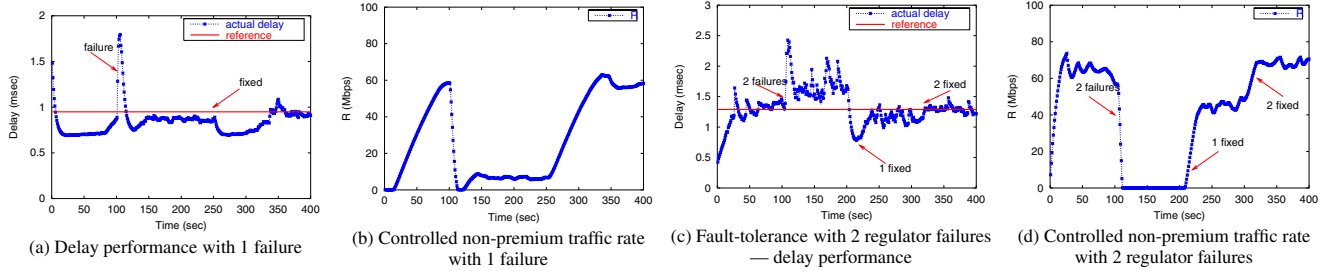 actual delay
reference
failure
fixed
Delay (msec)
2
1.5
1
0.5
0
0 50 100 150 200 250 300 350 400
Time (sec)
(a) Delay performance with 1 failure
R
R (Mbps)
100
80
60
40
20
0
0 50 100 150 200 250 300 350 400
Time (sec)
(b) Controlled non-premium traffic rate
with 1 failure
actual delay
reference
2 failures
2 fixed
1 fixed
Delay (msec)
3
2.5
2
1.5
1
0.5
0
0 50 100 150 200 250 300 350 400
Time (sec)
(c) Fault-tolerance with 2 regulator failures
— delay performance
R
2 failures
2 fixed
1 fixed
R (Mbps)
100
80
60
40
20
0
0 50 100 150 200 250 300 350 400
Time (sec)
(d) Controlled non-premium traffic rate
with 2 regulator failures